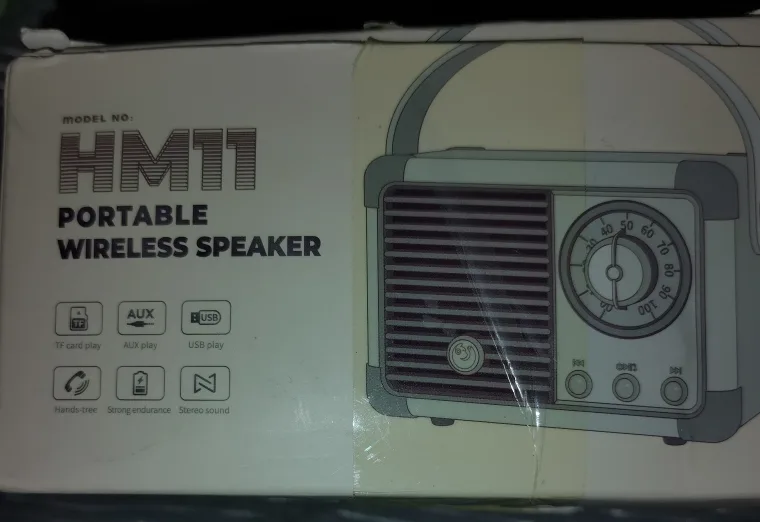 MODEL NO:
HM11
PORTABLE
WIRELESS SPEAKER
TF
AUX
USB
TF card play
AUX play
USB play
Hands-free
Strong endurance
Stereo sound
40 50 60 70 80 90 100